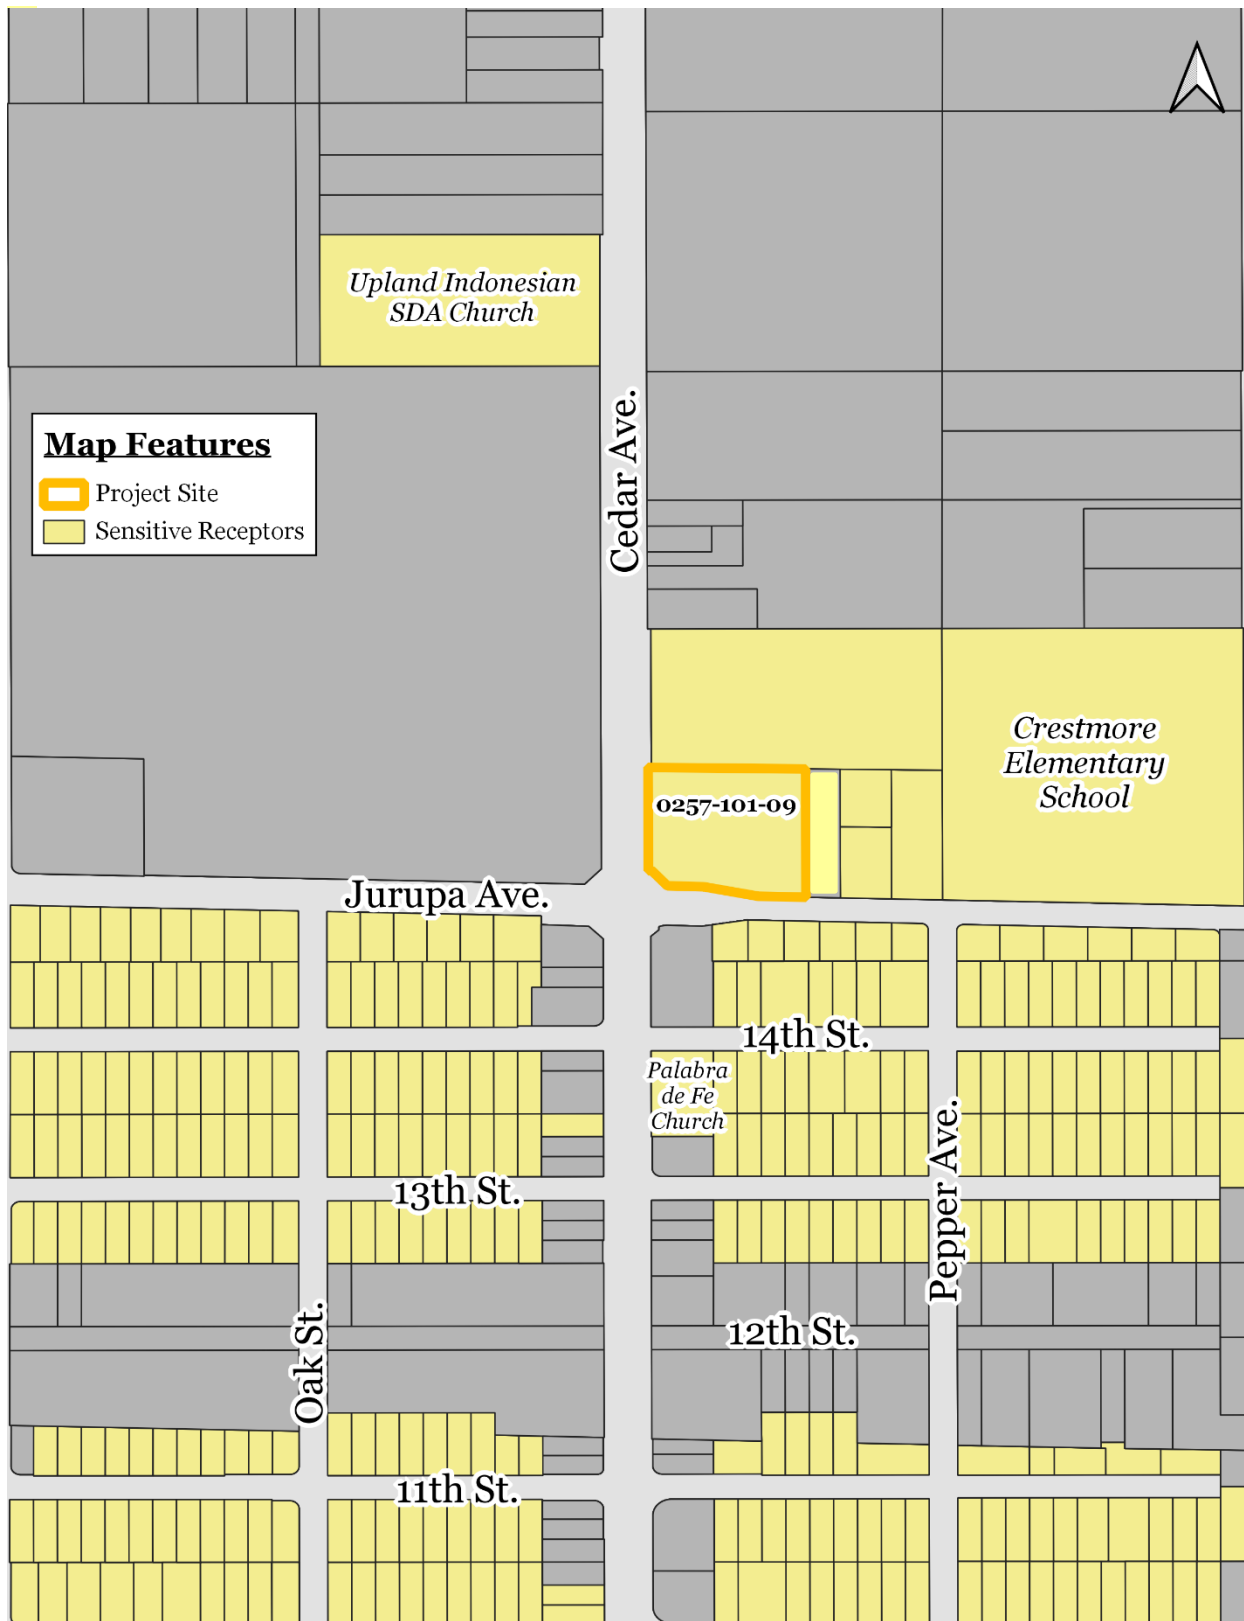 Upland Indonesian
SDA Church
Map Features
Project Site
Sensitive Receptors
Cedar Ave.
Crestmore
Elementary
School
0257-101-09
Jurupa Ave.
14th St.
Palabra
de Fe
Church
Pepper Ave.
13th St.
Oak St.
12th St.
11th St.